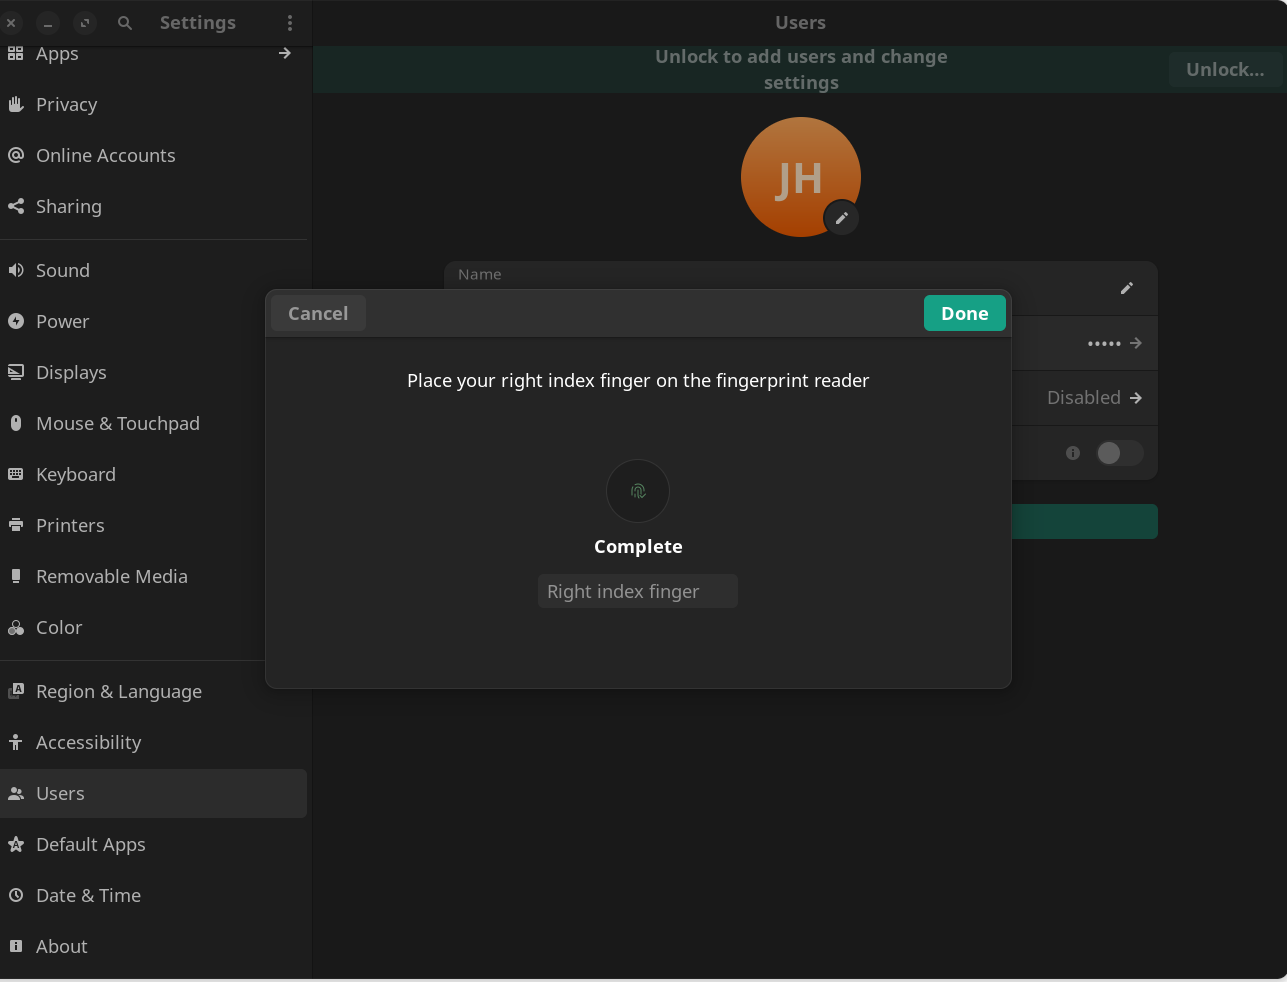 Settings
Users
Apps
Privacy
Online Accounts
Sharing
Sound
Power
Displays
Mouse & Touchpad
Keyboard
Printers
Removable Media
Color
Region & Language
Accessibility
Users
Default Apps
Date & Time
About
Unlock to add users and change
settings
Unlock...
JH
Name
•••••
Disabled
Cancel
Done
Place your right index finger on the fingerprint reader
Complete
Right index finger